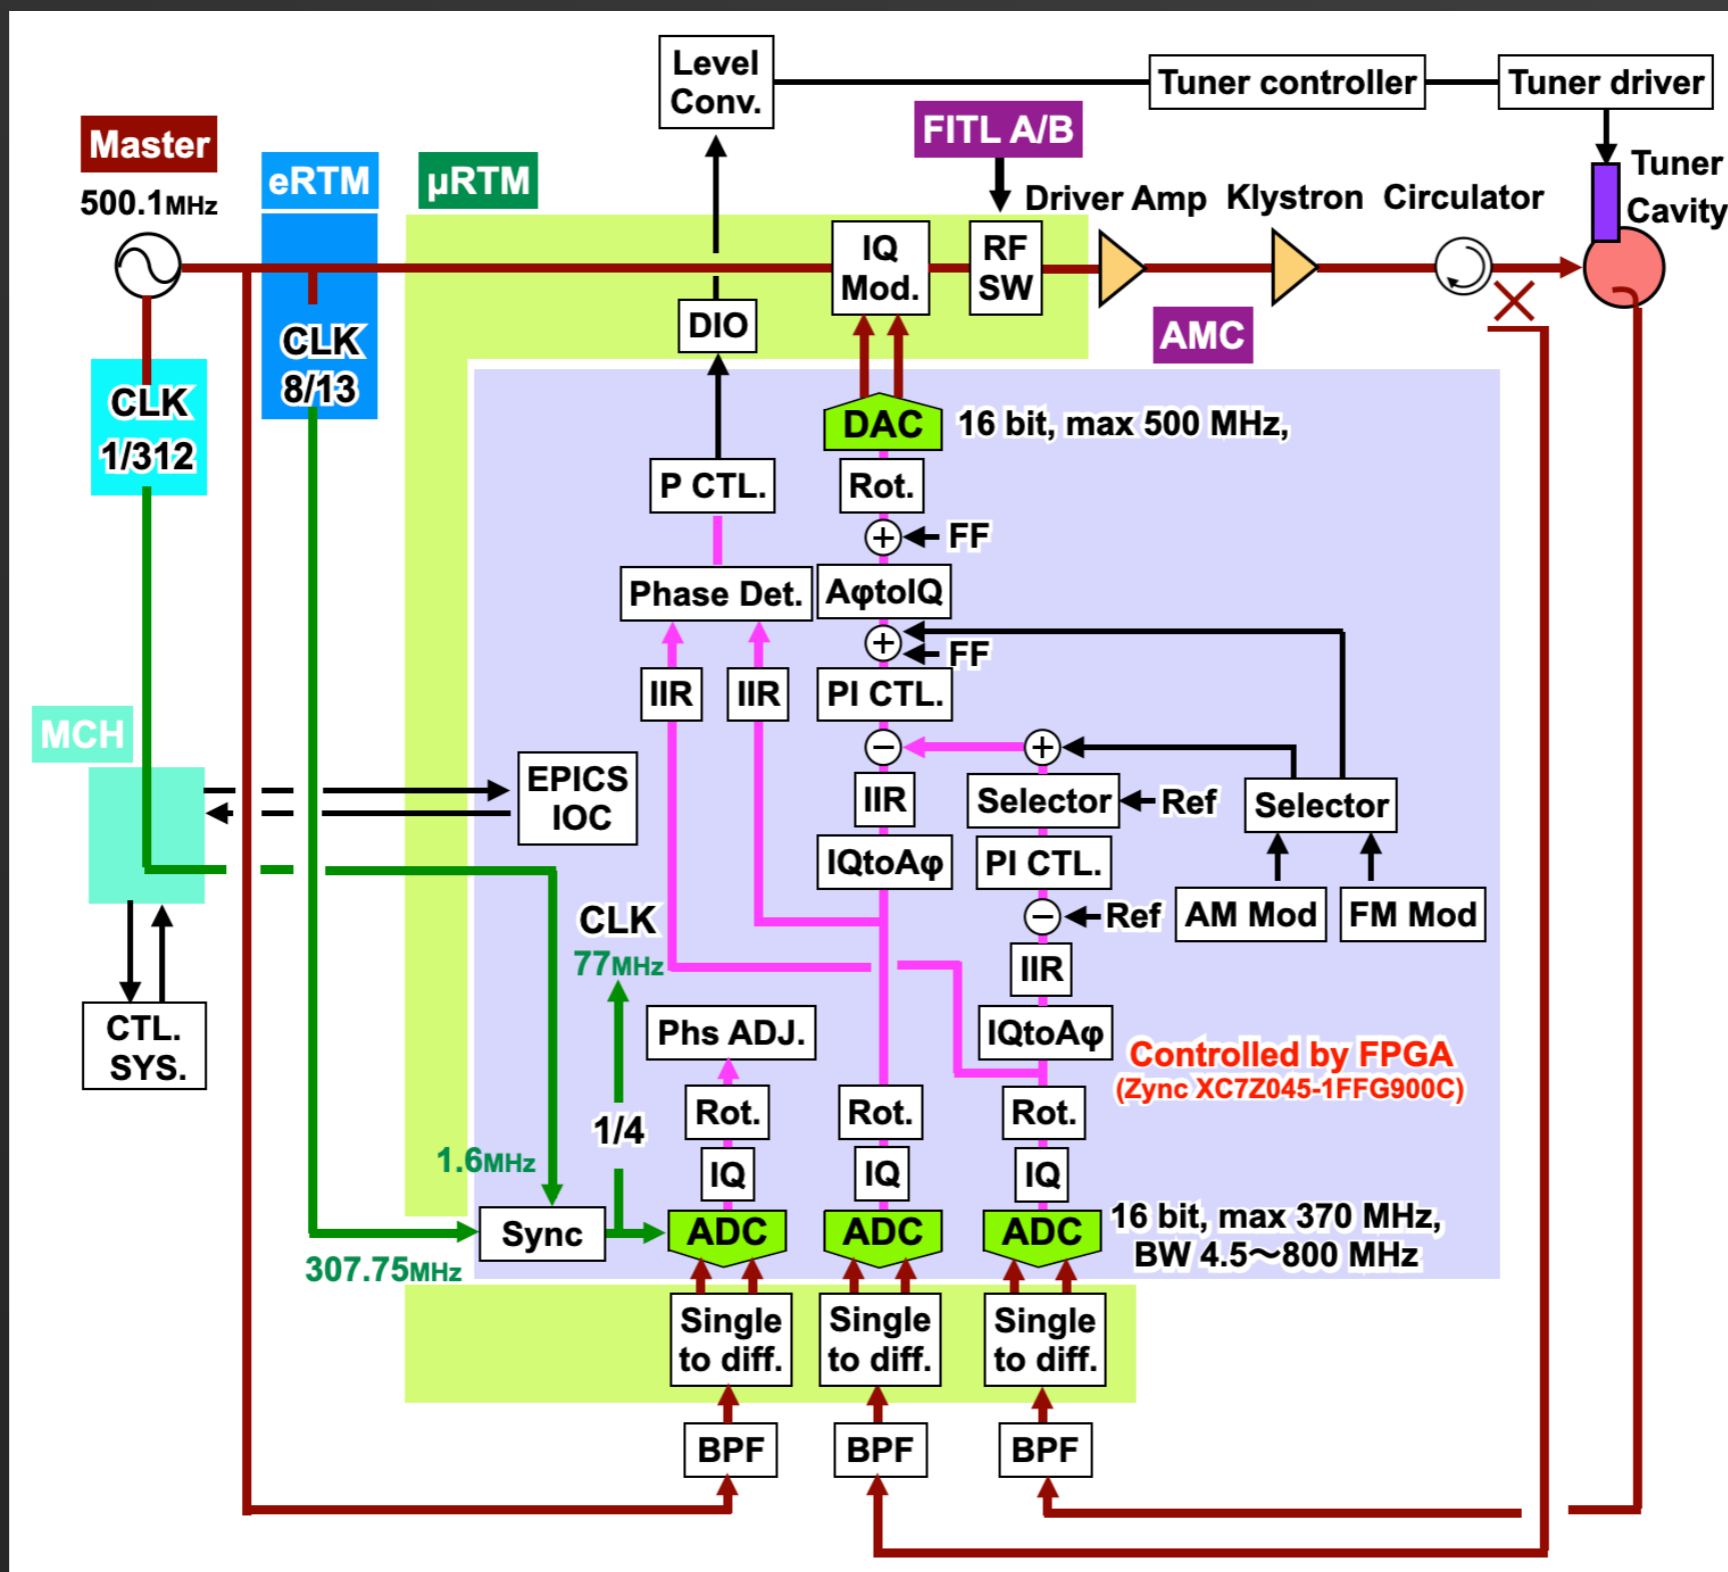 Level
Conv.
Tuner controller
Tuner driver
Master
500.1MHz
eRTM
μRTM
FITL A/B
Driver Amp
Klystron
Circulator
Tuner
Cavity
IQ
Mod.
RF
SW
DIO
CLK
8/13
AMC
CLK
1/312
DAC
16 bit, max 500 MHz,
P CTL.
Rot.
+
FF
Phase Det.
AφtoIQ
+
FF
IIR
IIR
PI CTL.
MCH
−
+
EPICS
IOC
IIR
Selector
Ref
Selector
IQtoAφ
PI CTL.
CLK
77MHz
−
Ref
AM Mod
FM Mod
IIR
CTL.
SYS.
Phs ADJ.
IQtoAφ
Controlled by FPGA
(Zync XC7Z045-1FFG900C)
1/4
Rot.
Rot.
Rot.
1.6MHz
IQ
IQ
IQ
Sync
ADC
ADC
ADC
16 bit, max 370 MHz,
BW 4.5～800 MHz
307.75MHz
Single
to diff.
Single
to diff.
Single
to diff.
BPF
BPF
BPF